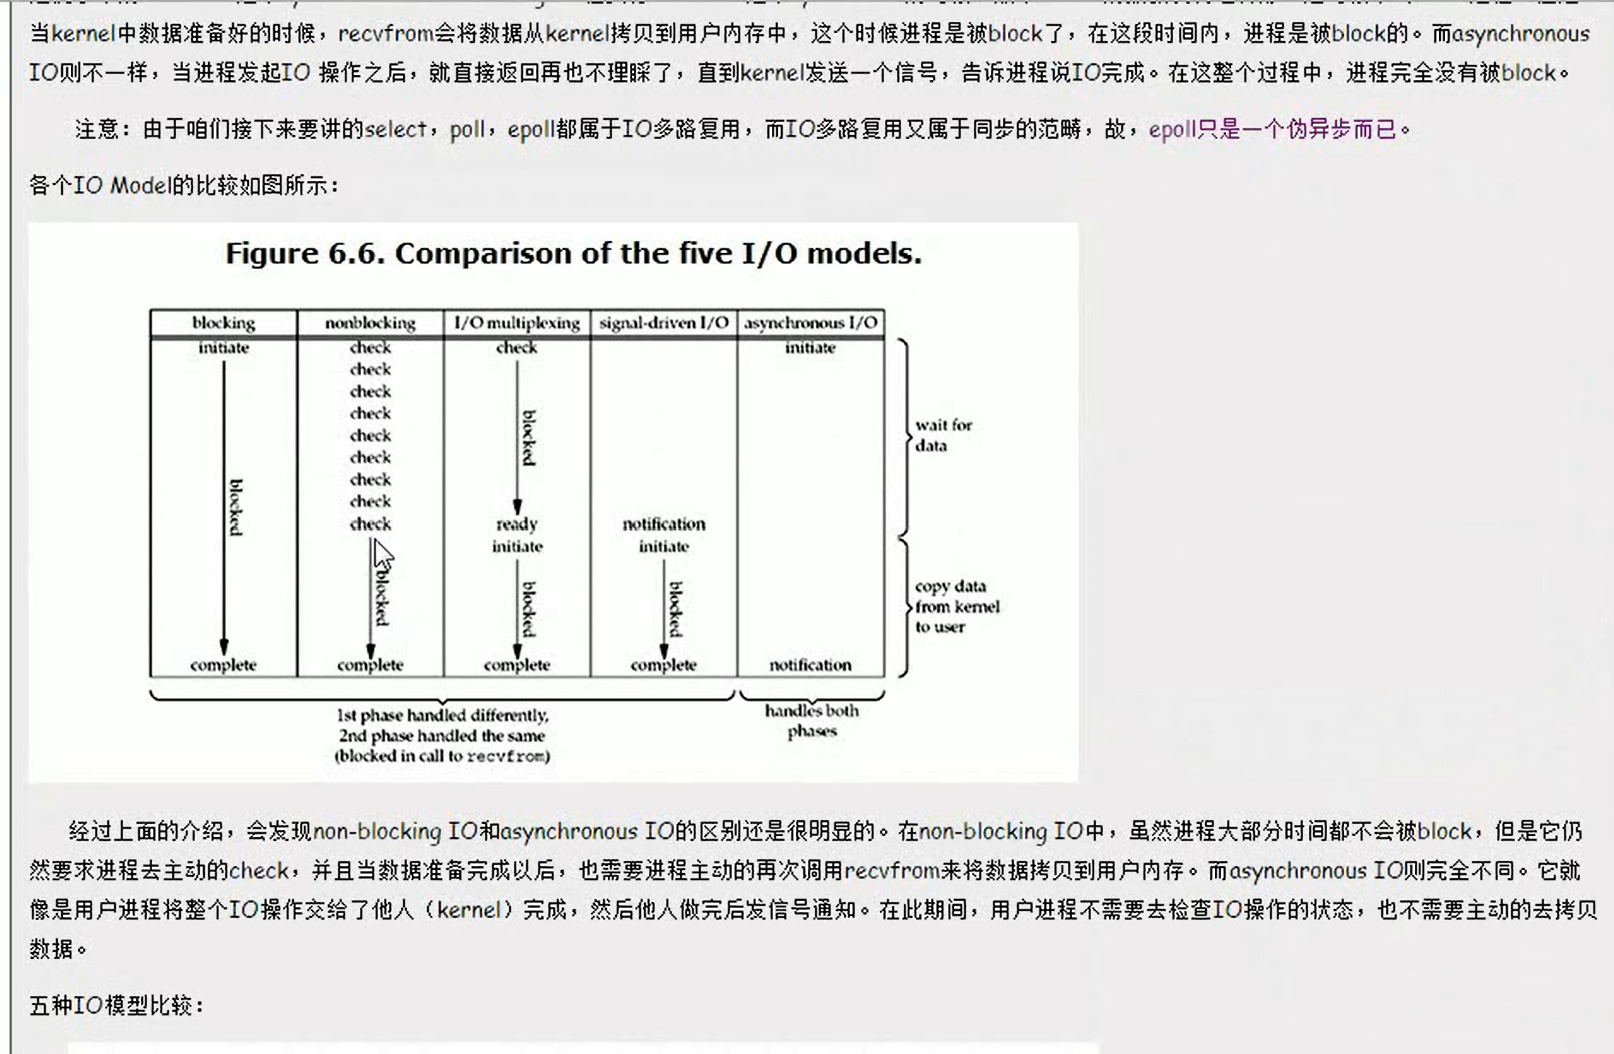 当kernel中数据准备好的时候，recvfrom会将数据从kernel拷贝到用户内存中，这个时候进程是被block了，在这段时间内，进程是被block的。而asynchronous
IO则不一样，当进程发起IO 操作之后，就直接返回再也不理睬了，直到kernel发送一个信号，告诉进程说IO完成。在这整个过程中，进程完全没有被block。
注意：由于咱们接下来要讲的select，poll，epoll都属于IO多路复用，而IO多路复用又属于同步的范畴，故，epoll只是一个伪异步而已。
各个IO Model的比较如图所示：
Figure 6.6. Comparison of the five I/O models.
blocking nonblocking I/O multiplexing signal-driven I/O asynchronous I/O
initiate check check initiate
check
check
check
check
check
check
check
check ready notification
initiate initiate
blocked blocked blocked blocked blocked
wait for
data
copy data
from kernel
to user
complete complete complete complete notification
1st phase handled differently,
2nd phase handled the same
(blocked in call to recvfrom)
handles both
phases
经过上面的介绍，会发现non-blocking IO和asynchronous IO的区别还是很明显的。在non-blocking IO中，虽然进程大部分时间都不会被block，但是它仍
然要求进程去主动的check，并且当数据准备完成以后，也需要进程主动的再次调用recvfrom来将数据拷贝到用户内存。而asynchronous IO则完全不同。它就
像是用户进程将整个IO操作交给了他人（kernel）完成，然后他人做完后发信号通知。在此期间，用户进程不需要去检查IO操作的状态，也不需要主动的去拷贝
数据。
五种IO模型比较：